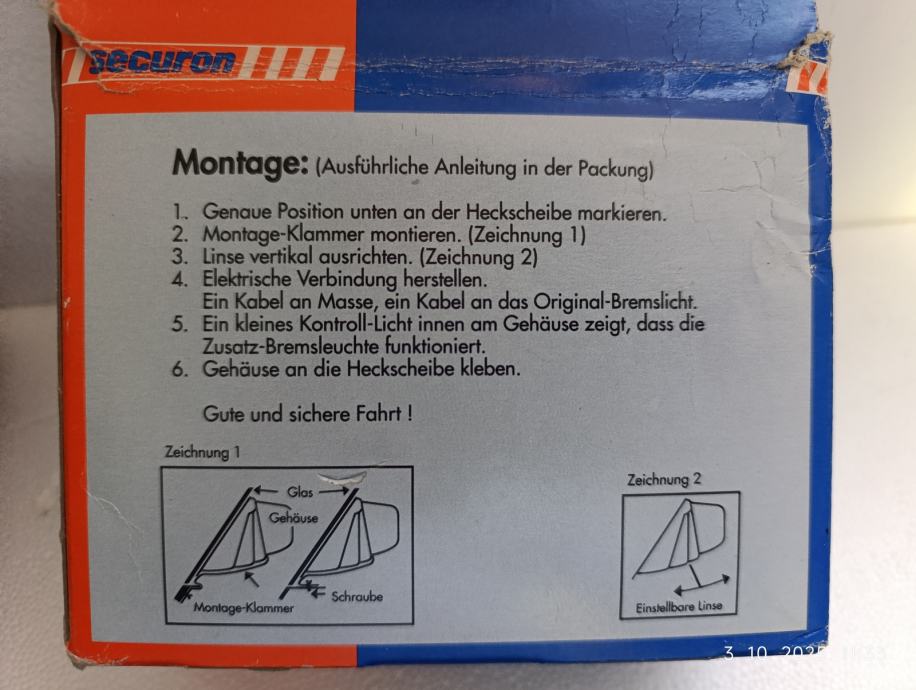 securon
Montage: (Ausführliche Anleitung in der Packung)
1. Genaue Position unten an der Heckscheibe markieren.
2. Montage-Klammer montieren. (Zeichnung 1)
3. Linse vertikal ausrichten. (Zeichnung 2)
4. Elektrische Verbindung herstellen.
Ein Kabel an Masse, ein Kabel an das Original-Bremslicht.
5. Ein kleines Kontroll-Licht innen am Gehäuse zeigt, dass die
Zusatz-Bremsleuchte funktioniert.
6. Gehäuse an die Heckscheibe kleben.
Gute und sichere Fahrt !
Zeichnung 1
Glas
Gehäuse
Montage-Klammer
Schraube
Zeichnung 2
Einstellbare Linse
3 10